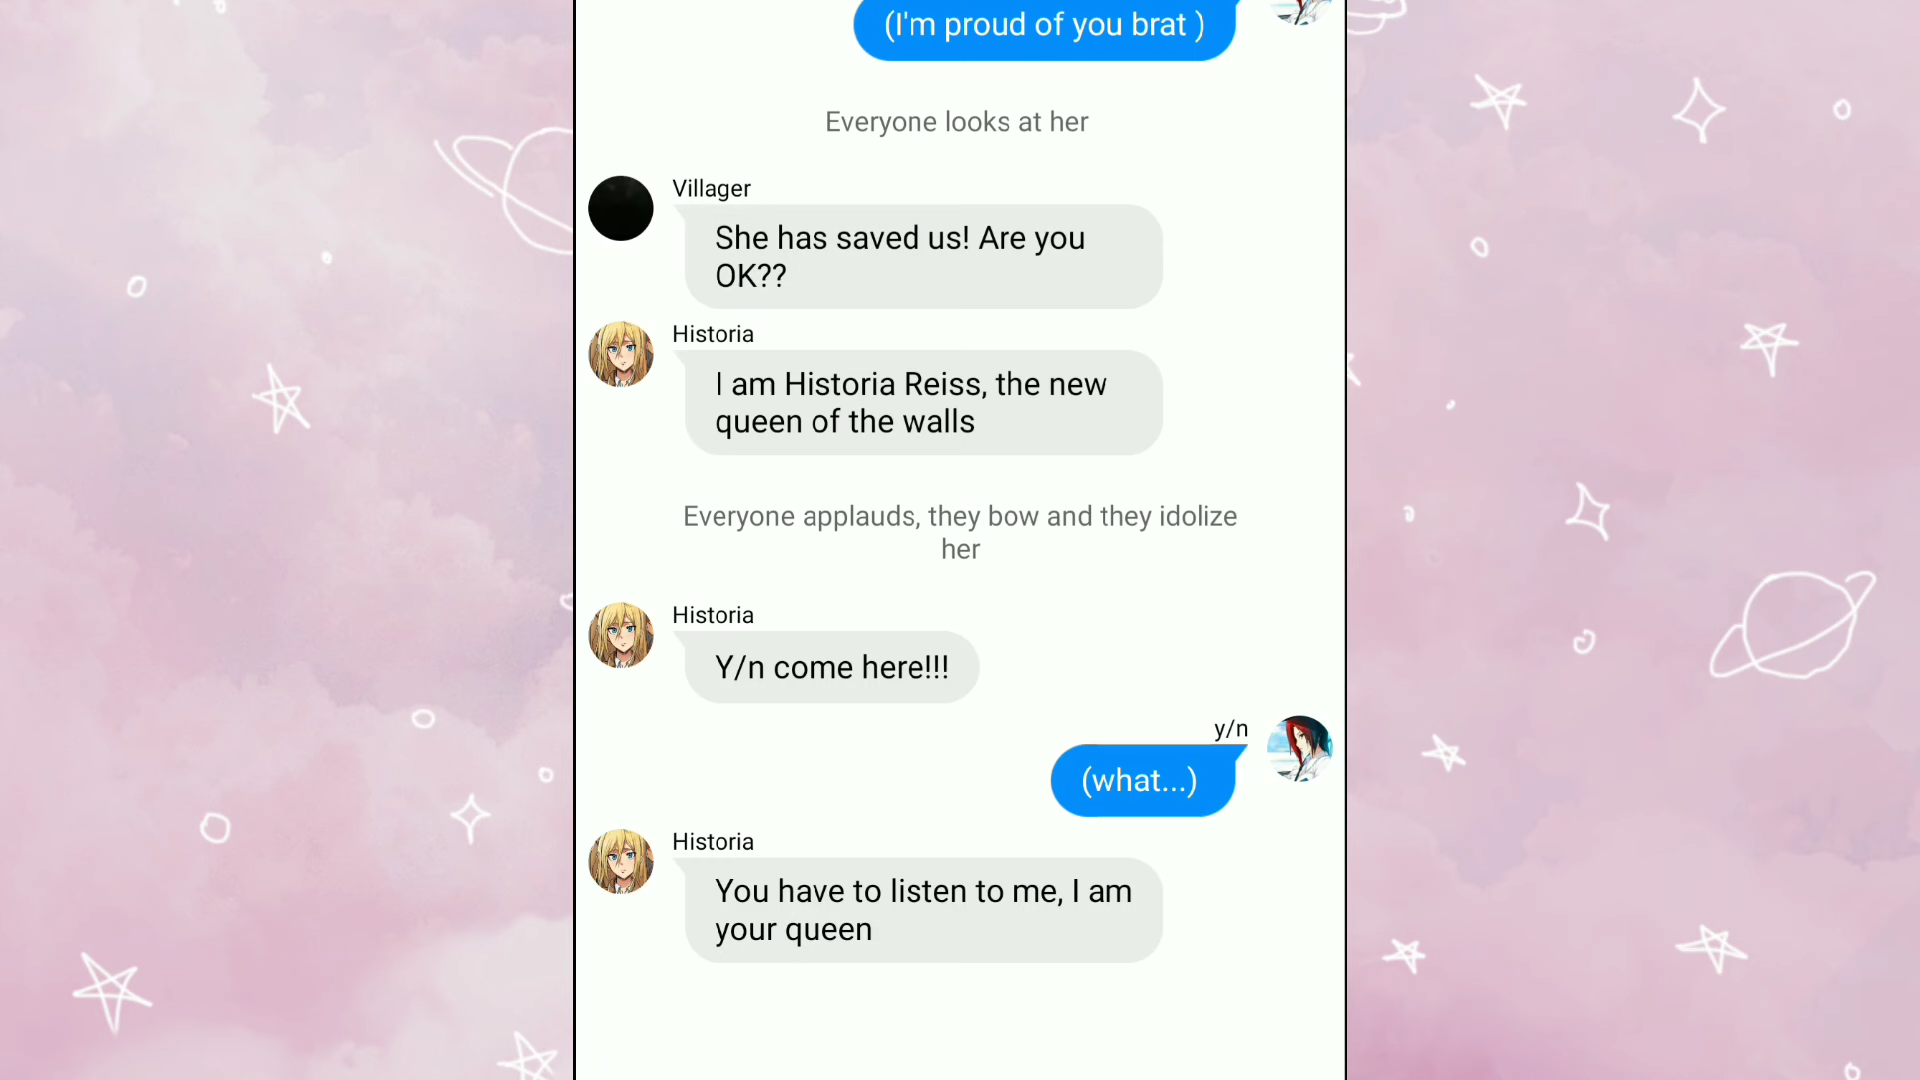 (I'm proud of you brat )
Everyone looks at her
Villager
She has saved us! Are you
OK??
Historia
I am Historia Reiss, the new
queen of the walls
Everyone applauds, they bow and they idolize
her
Historia
Y/n come here!!!
y/n
(what...)
Historia
You have to listen to me, I am
your queen